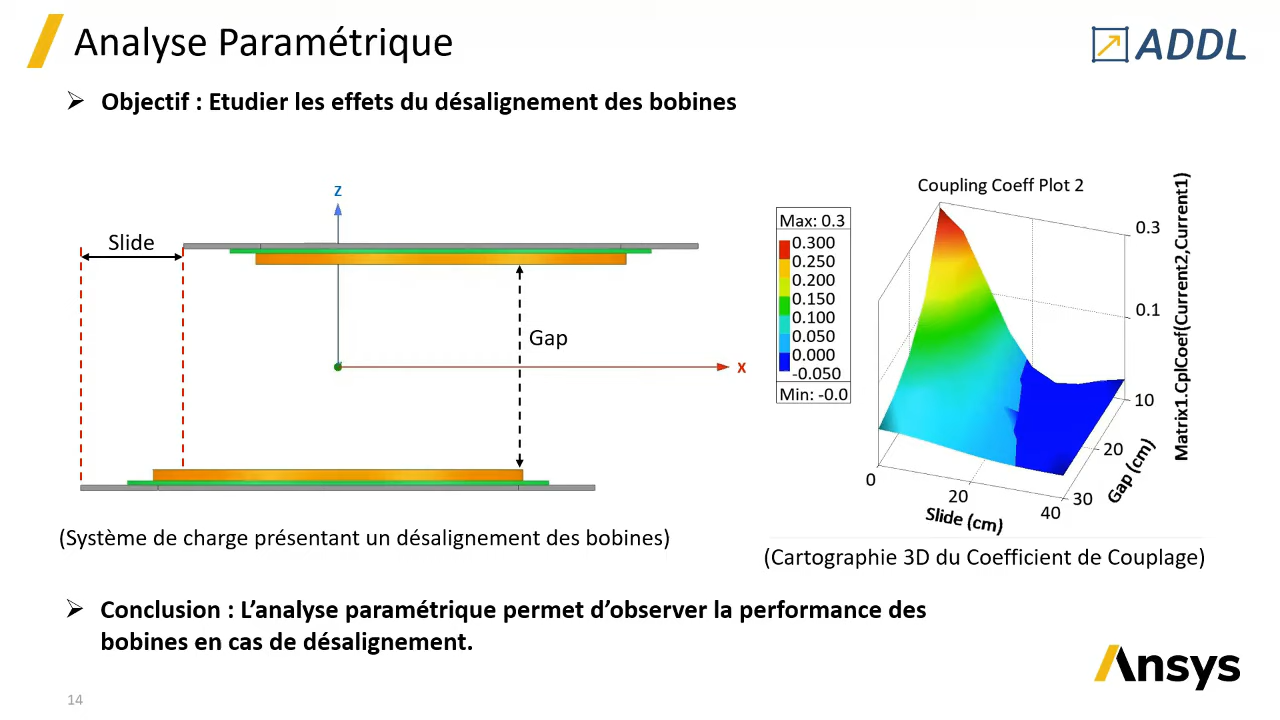 Analyse Paramétrique
ADDL
➢ Objectif : Etudier les effets du désalignement des bobines
Z
Slide
Gap
X
(Système de charge présentant un désalignement des bobines)
Coupling Coeff Plot 2
Max: 0.3
0.300
0.250
0.200
0.150
0.100
0.050
0.000
-0.050
Min: -0.0
0.3
0.1
Matrix1.CplCoef(Current2,Current1)
10
20
30
Gap (cm)
0
20
40
Slide (cm)
(Cartographie 3D du Coefficient de Couplage)
➢ Conclusion : L’analyse paramétrique permet d’observer la performance des
bobines en cas de désalignement.
Ansys
14